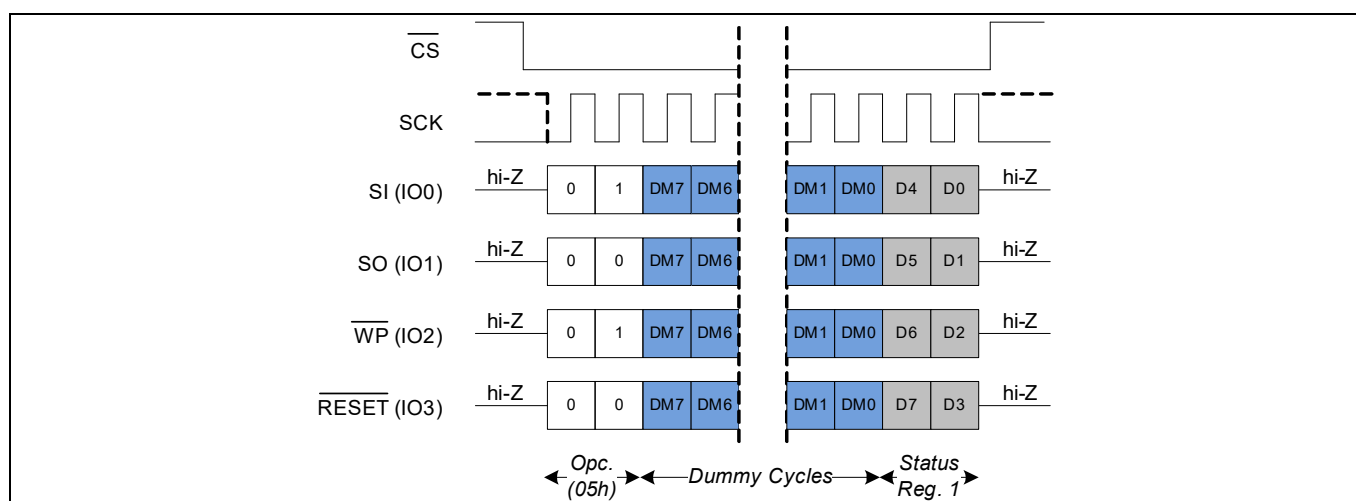 CS
SCK
SI (IO0) hi-Z 0 1 DM7 DM6 DM1 DM0 D4 D0 hi-Z
SO (IO1) hi-Z 0 0 DM7 DM6 DM1 DM0 D5 D1 hi-Z
WP (IO2) hi-Z 0 1 DM7 DM6 DM1 DM0 D6 D2 hi-Z
RESET (IO3) hi-Z 0 0 DM7 DM6 DM1 DM0 D7 D3 hi-Z
Opc. Dummy Cycles Status
(05h) Reg. 1